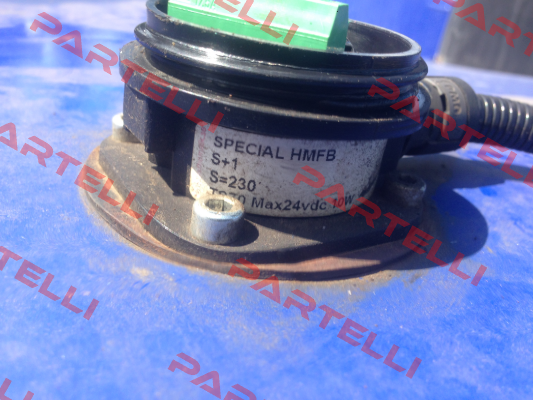 SPECIAL HMFB
S+1
S=230
Max24vdc 10W
PARTELLI
PARTELLI
PARTELLI
PARTELLI
PARTELLI
PARTELLI
PARTELLI